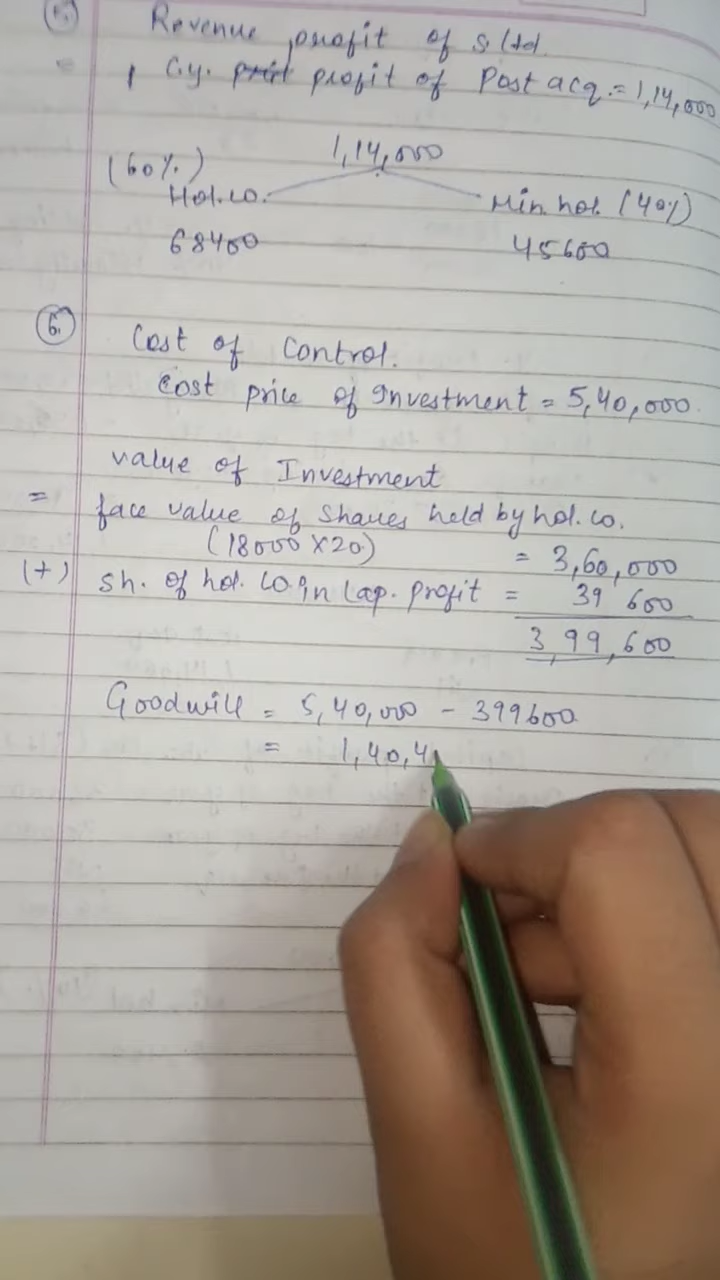 Revenue profit of S ltd.
= C.y. profit of Post acq. = 1,14,000
1,14,000
(60%)
Hol. co. Min. hol. (40%)
68400 45600
6. Cost of Control.
Cost price of Investment = 5,40,000.
value of Investment
= face value of shares held by hol. co.
(18000 X 20) = 3,60,000
(+) Sh. of hol. co. in Cap. profit = 39 600
3,99,600
Goodwill = 5,40,000 - 399600
= 1,40,4